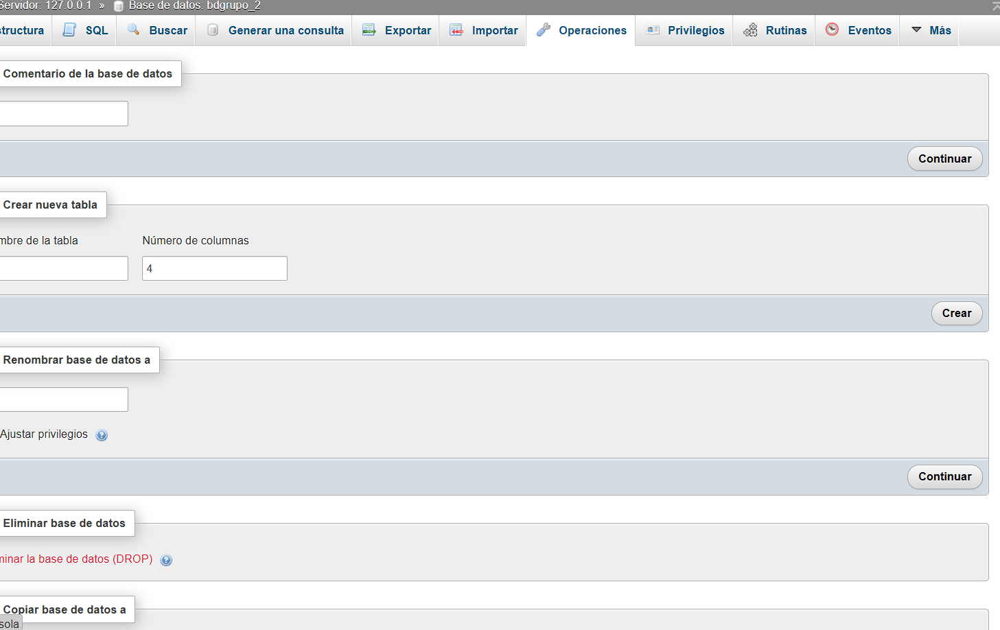 Servidor: 127.0.0.1 » Base de datos: bdgrupo_2
structura SQL Buscar Generar una consulta Exportar Importar Operaciones Privilegios Rutinas Eventos Más
Comentario de la base de datos
Continuar
Crear nueva tabla
mbre de la tabla Número de columnas
4
Crear
Renombrar base de datos a
Ajustar privilegios
Continuar
Eliminar base de datos
minar la base de datos (DROP)
Copiar base de datos a
sola